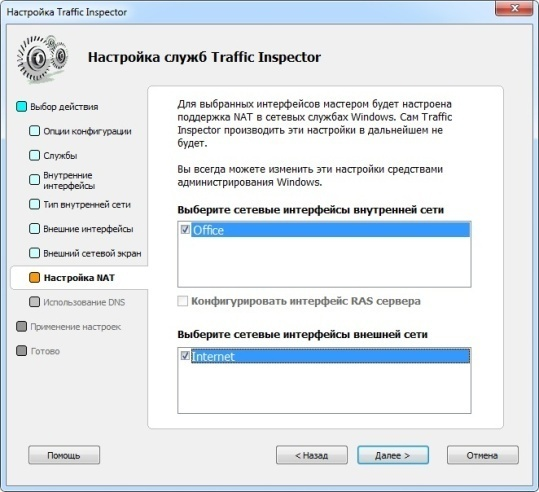 Настройка Traffic Inspector
Настройка служб Traffic Inspector
Выбор действия
Опции конфигурации
Службы
Внутренние
интерфейсы
Тип внутренней сети
Внешние интерфейсы
Внешний сетевой экран
Настройка NAT
Использование DNS
Применение настроек
Готово
Для выбранных интерфейсов мастером будет настроена
поддержка NAT в сетевых службах Windows. Сам Traffic
Inspector производить эти настройки в дальнейшем не
будет.
Вы всегда можете изменить эти настройки средствами
администрирования Windows.
Выберите сетевые интерфейсы внутренней сети
Office
Конфигурировать интерфейс RAS сервера
Выберите сетевые интерфейсы внешней сети
Internet
Помощь
< Назад
Далее >
Отмена